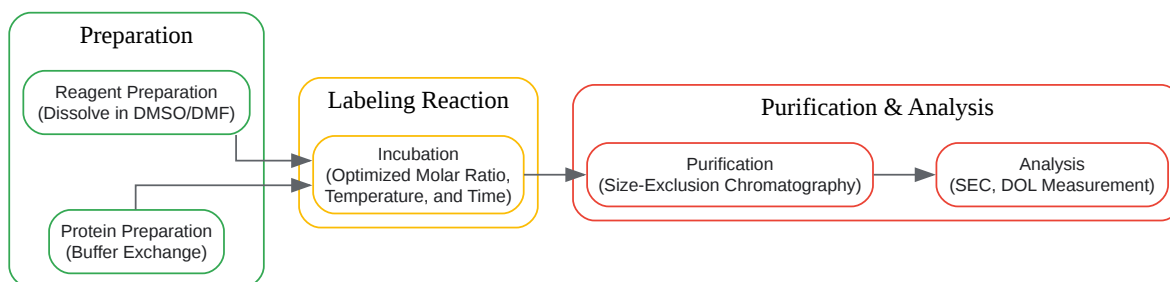 Preparation
Reagent Preparation
(Dissolve in DMSO/DMF)
Protein Preparation
(Buffer Exchange)
Labeling Reaction
Incubation
(Optimized Molar Ratio,
Temperature, and Time)
Purification & Analysis
Purification
(Size-Exclusion Chromatography)
Analysis
(SEC, DOL Measurement)